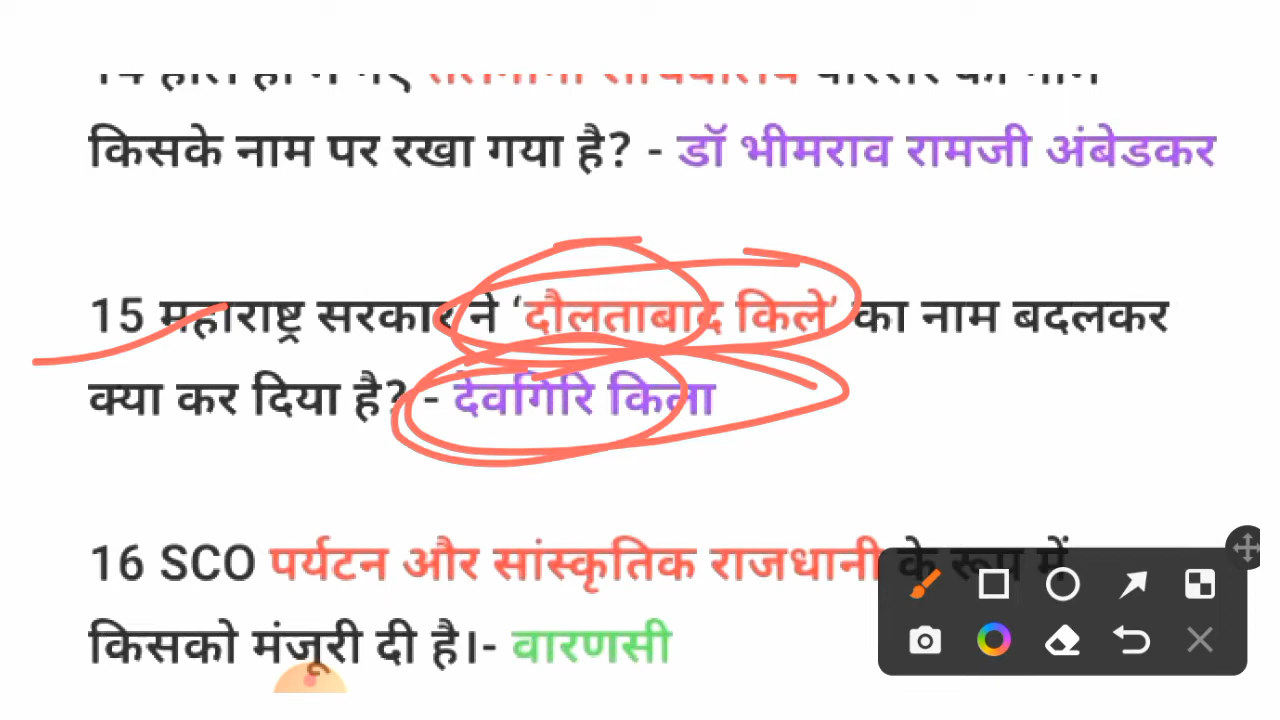 किसके नाम पर रखा गया है? - डॉ भीमराव रामजी अंबेडकर
15 महाराष्ट्र सरकार ने ‘दौलताबाद किले’ का नाम बदलकर
क्या कर दिया है? - देवगिरि किला
16 SCO पर्यटन और सांस्कृतिक राजधानी के रूप में
किसको मंजूरी दी है।- वारणसी